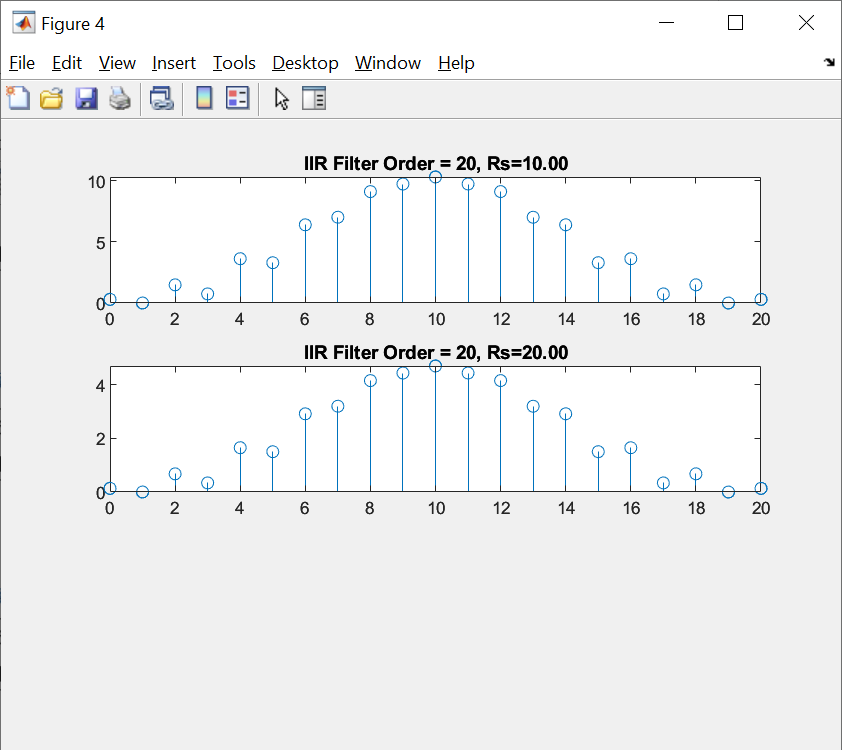 Figure 4
File Edit View Insert Tools Desktop Window Help
IIR Filter Order = 20, Rs=10.00
10
5
0
0 2 4 6 8 10 12 14 16 18 20
IIR Filter Order = 20, Rs=20.00
4
2
0
0 2 4 6 8 10 12 14 16 18 20